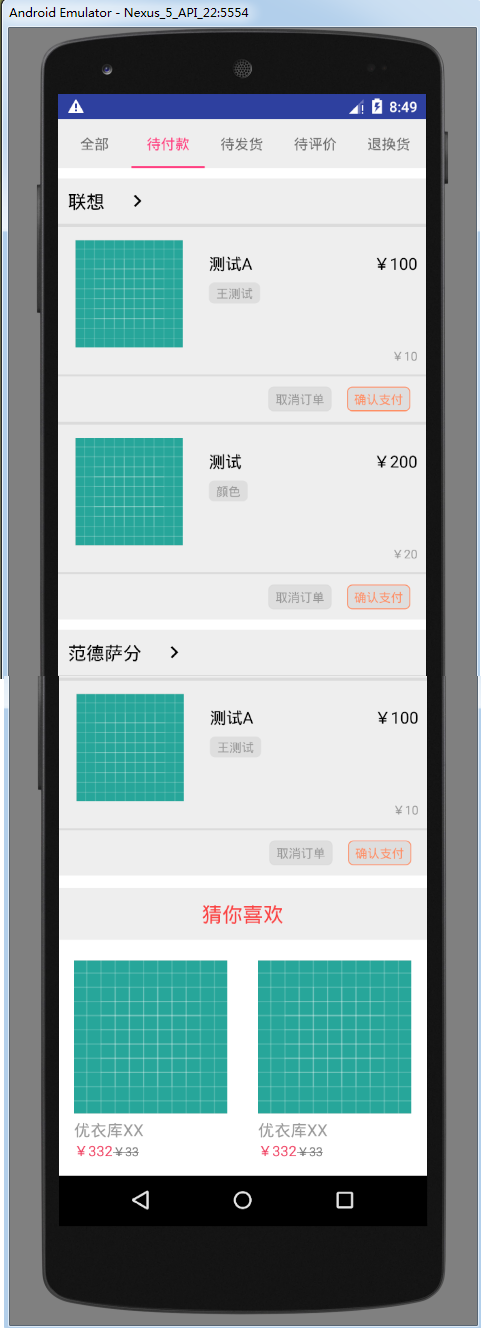 Android Emulator - Nexus_5_API_22:5554
8:49
全部 待付款 待发货 待评价 退换货
联想
测试A ￥100
王测试
￥10
取消订单 确认支付
测试 ￥200
颜色
￥20
取消订单 确认支付
范德萨分
测试A ￥100
王测试
￥10
取消订单 确认支付
猜你喜欢
优衣库XX 优衣库XX
￥332￥33 ￥332￥33